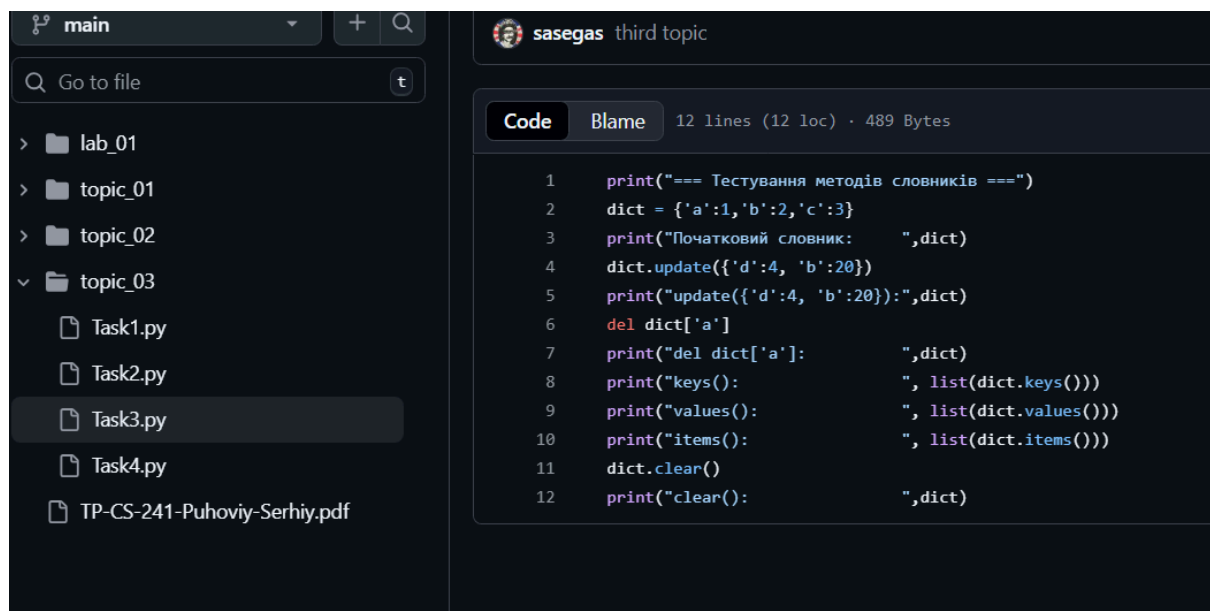 main
Go to file
t
lab_01
topic_01
topic_02
topic_03
Task1.py
Task2.py
Task3.py
Task4.py
TP-CS-241-Puhoviy-Serhiy.pdf
sasegas third topic
Code Blame 12 lines (12 loc) · 489 Bytes
1 print("=== Тестування методів словників ===")
2 dict = {'a':1,'b':2,'c':3}
3 print("Початковий словник:     ",dict)
4 dict.update({'d':4, 'b':20})
5 print("update({'d':4, 'b':20}):",dict)
6 del dict['a']
7 print("del dict['a']:          ",dict)
8 print("keys():                 ", list(dict.keys()))
9 print("values():               ", list(dict.values()))
10 print("items():                ", list(dict.items()))
11 dict.clear()
12 print("clear():                ",dict)